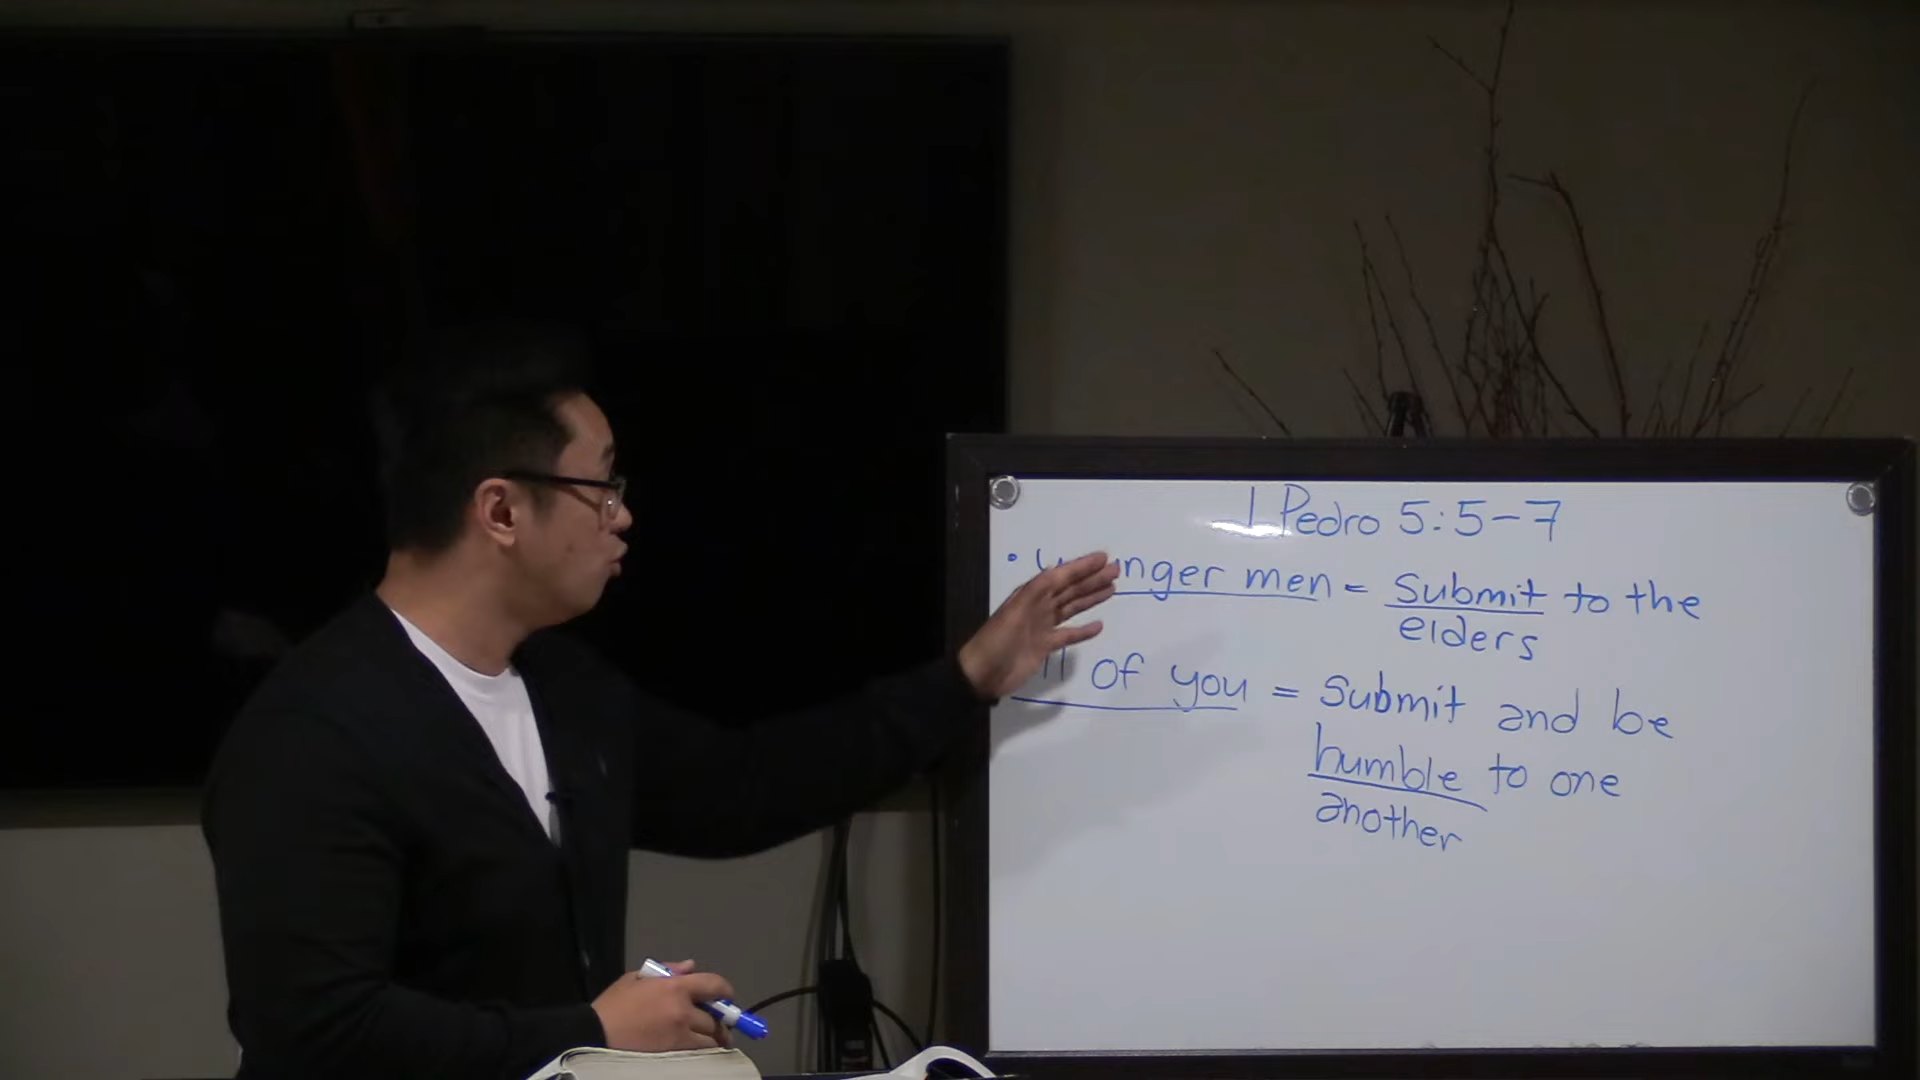 1 Pedro 5:5-7
• nger men = submit to the
elders
of you = Submit and be
humble to one
another